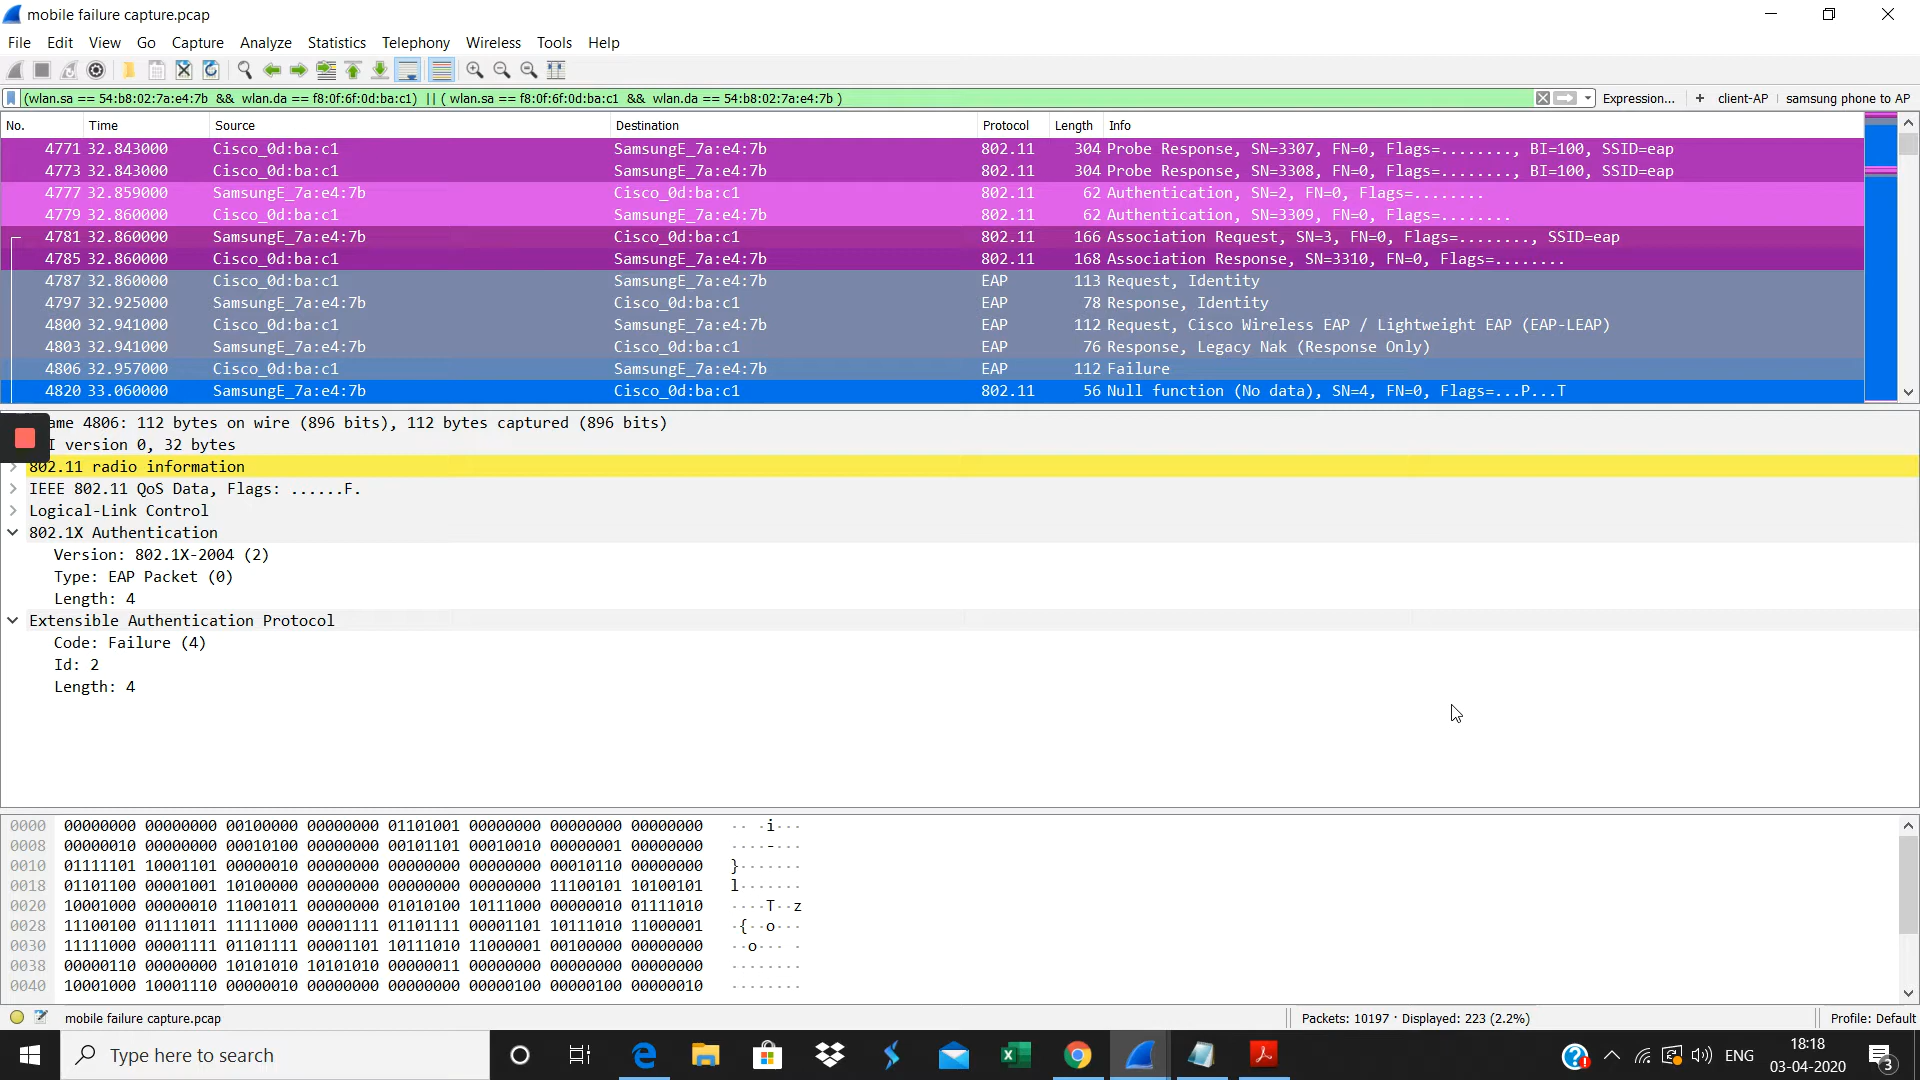 mobile failure capture.pcap
File Edit View Go Capture Analyze Statistics Telephony Wireless Tools Help
(wlan.sa == 54:b8:02:7a:e4:7b && wlan.da == f8:0f:6f:0d:ba:c1) || ( wlan.sa == f8:0f:6f:0d:ba:c1 && wlan.da == 54:b8:02:7a:e4:7b ) Expression... + client-AP samsung phone to AP
No. Time Source Destination Protocol Length Info
4771 32.843000 Cisco_0d:ba:c1 SamsungE_7a:e4:7b 802.11 304 Probe Response, SN=3307, FN=0, Flags=........, BI=100, SSID=eap
4773 32.843000 Cisco_0d:ba:c1 SamsungE_7a:e4:7b 802.11 304 Probe Response, SN=3308, FN=0, Flags=........, BI=100, SSID=eap
4777 32.859000 SamsungE_7a:e4:7b Cisco_0d:ba:c1 802.11 62 Authentication, SN=2, FN=0, Flags=........
4779 32.860000 Cisco_0d:ba:c1 SamsungE_7a:e4:7b 802.11 62 Authentication, SN=3309, FN=0, Flags=........
4781 32.860000 SamsungE_7a:e4:7b Cisco_0d:ba:c1 802.11 166 Association Request, SN=3, FN=0, Flags=........, SSID=eap
4785 32.860000 Cisco_0d:ba:c1 SamsungE_7a:e4:7b 802.11 168 Association Response, SN=3310, FN=0, Flags=........
4787 32.860000 Cisco_0d:ba:c1 SamsungE_7a:e4:7b EAP 113 Request, Identity
4797 32.925000 SamsungE_7a:e4:7b Cisco_0d:ba:c1 EAP 78 Response, Identity
4800 32.941000 Cisco_0d:ba:c1 SamsungE_7a:e4:7b EAP 112 Request, Cisco Wireless EAP / Lightweight EAP (EAP-LEAP)
4803 32.941000 SamsungE_7a:e4:7b Cisco_0d:ba:c1 EAP 76 Response, Legacy Nak (Response Only)
4806 32.957000 Cisco_0d:ba:c1 SamsungE_7a:e4:7b EAP 112 Failure
4820 33.060000 SamsungE_7a:e4:7b Cisco_0d:ba:c1 802.11 56 Null function (No data), SN=4, FN=0, Flags=...P...T
ame 4806: 112 bytes on wire (896 bits), 112 bytes captured (896 bits)
I version 0, 32 bytes
802.11 radio information
IEEE 802.11 QoS Data, Flags: ......F.
Logical-Link Control
802.1X Authentication
Version: 802.1X-2004 (2)
Type: EAP Packet (0)
Length: 4
Extensible Authentication Protocol
Code: Failure (4)
Id: 2
Length: 4
0000 00000000 00000000 00100000 00000000 01101001 00000000 00000000 00000000 ·· ·i···
0008 00000010 00000000 00010100 00000000 00101101 00010010 00000001 00000000 ····-···
0010 01111101 10001101 00000010 00000000 00000000 00000000 00010110 00000000 }·······
0018 01101100 00001001 10100000 00000000 00000000 00000000 11100101 10100101 l·······
0020 10001000 00000010 11001011 00000000 01010100 10111000 00000010 01111010 ····T··z
0028 11100100 01111011 11111000 00001111 01101111 00001101 10111010 11000001 ·{··o···
0030 11111000 00001111 01101111 00001101 10111010 11000001 00100000 00000000 ··o··· ·
0038 00000110 00000000 10101010 10101010 00000011 00000000 00000000 00000000 ········
0040 10001000 10001110 00000010 00000000 00000000 00000100 00000100 00000010 ········
mobile failure capture.pcap Packets: 10197 · Displayed: 223 (2.2%) Profile: Default
Type here to search ENG 18:18
03-04-2020 3